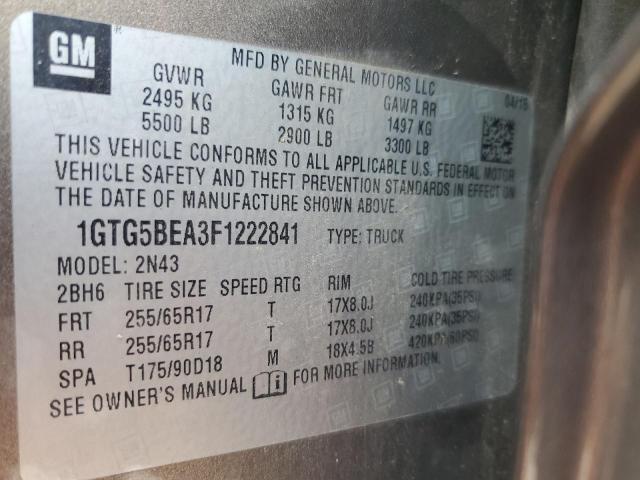 GM
MFD BY GENERAL MOTORS LLC
GVWR GAWR FRT GAWR RR 04/15
2495 KG 1315 KG 1497 KG
5500 LB 2900 LB 3300 LB
THIS VEHICLE CONFORMS TO ALL APPLICABLE U.S. FEDERAL MOTOR
VEHICLE SAFETY AND THEFT PREVENTION STANDARDS IN EFFECT ON
THE DATE OF MANUFACTURE SHOWN ABOVE.
1GTG5BEA3F1222841 TYPE: TRUCK
MODEL: 2N43
2BH6 TIRE SIZE SPEED RTG RIM COLD TIRE PRESSURE
FRT 255/65R17 T 17X8.0J 240KPA(35PSI)
RR 255/65R17 T 17X8.0J 240KPA(35PSI)
SPA T175/90D18 M 18X4.5B 420KPA(60PSI)
SEE OWNER'S MANUAL FOR MORE INFORMATION.